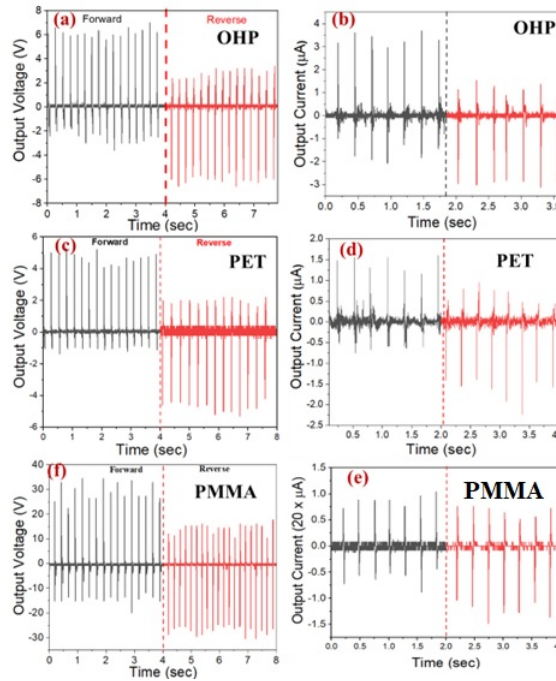 (a)
Forward
Reverse
OHP
Output Voltage (V)
8
6
4
2
0
-2
-4
-6
-8
0 1 2 3 4 5 6 7
Time (sec)
(b)
OHP
Output Current (μA)
4
3
2
1
0
-1
-2
-3
0.5 1.0 1.5 2.0 2.5 3.0
Time (sec)
(c)
Forward
Reverse
PET
Output Voltage (V)
6
4
2
0
-2
-4
-6
0 1 2 3 4 5 6 7 8
Time (sec)
(d)
PET
Output Current (μA)
2.0
1.5
1.0
0.5
0.0
-0.5
-1.0
-1.5
-2.0
-2.5
0.5 1.0 1.5 2.0 2.5 3.0 3.5
Time (sec)
(f)
Forward
Reverse
PMMA
Output Voltage (V)
40
30
20
10
0
-10
-20
-30
0 1 2 3 4 5 6 7 8
Time (sec)
(e)
PMMA
Output Current (20 x μA)
1.5
1.0
0.5
0.0
-0.5
-1.0
-1.5
0.5 1.0 1.5 2.0 2.5 3.0 3.5
Time (sec)